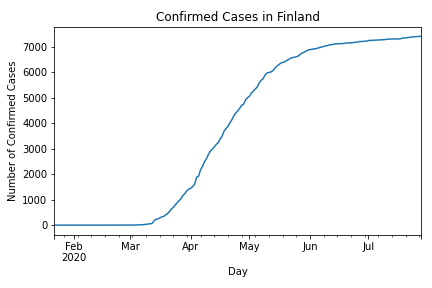 Confirmed Cases in Finland
Number of Confirmed Cases
7000
6000
5000
4000
3000
2000
1000
0
Feb Mar Apr May Jun Jul
2020
Day